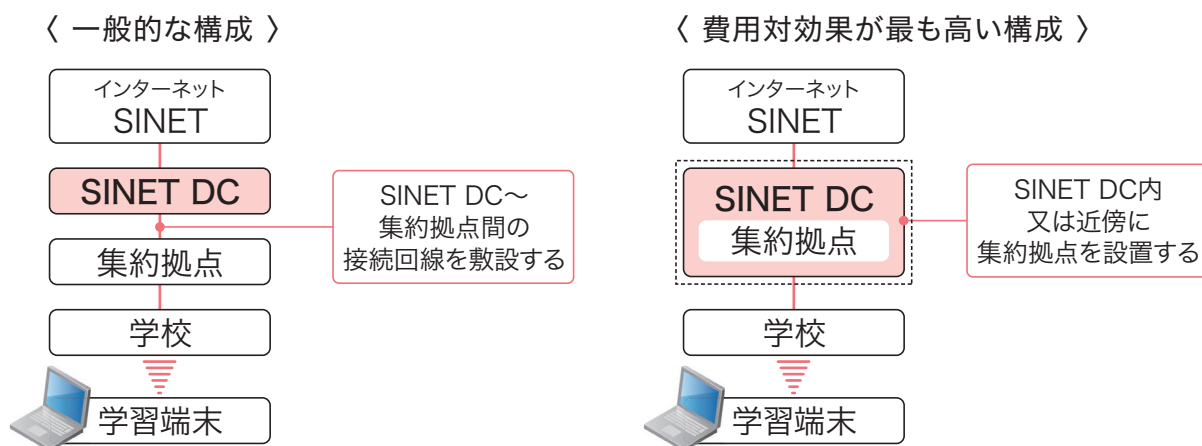 〈 一般的な構成 〉
インターネット
SINET
SINET DC
SINET DC〜
集約拠点間の
接続回線を敷設する
集約拠点
学校
学習端末
〈 費用対効果が最も高い構成 〉
インターネット
SINET
SINET DC
集約拠点
SINET DC内
又は近傍に
集約拠点を設置する
学校
学習端末